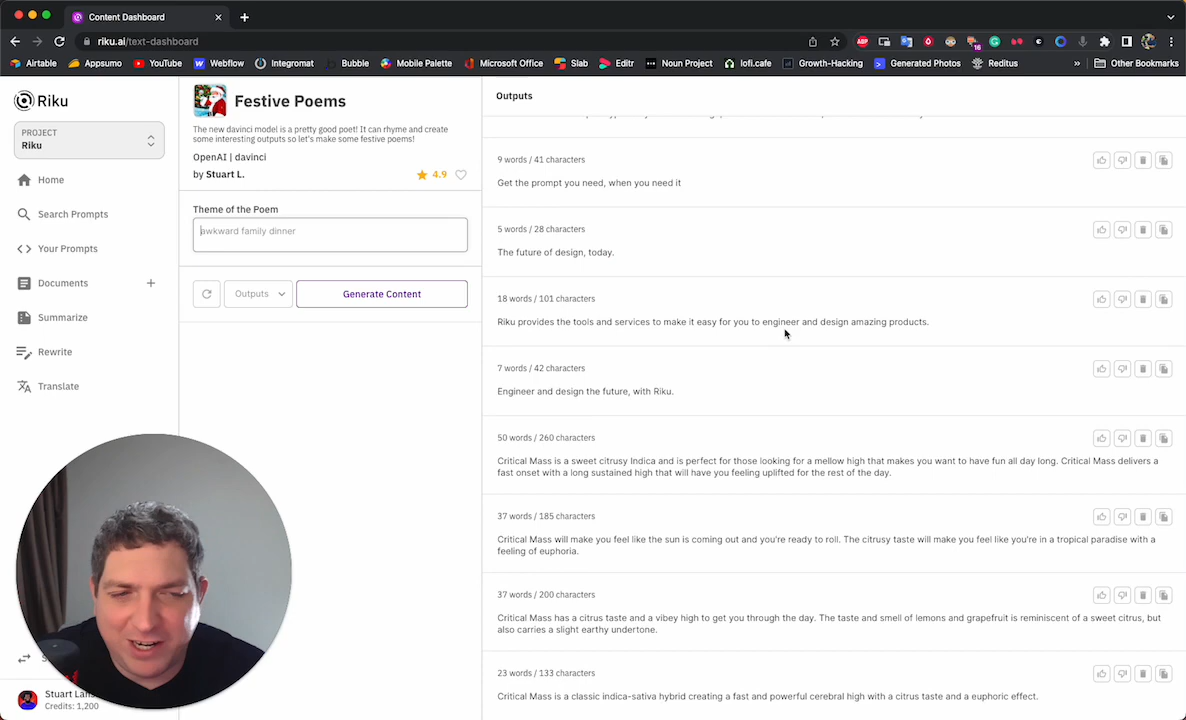 Content Dashboard
riku.ai/text-dashboard
ABP
16
Airtable
Appsumo
YouTube
Webflow
Integromat
Bubble
Mobile Palette
Microsoft Office
Slab
Editr
Noun Project
lofi.cafe
Growth-Hacking
Generated Photos
Reditus
»
Other Bookmarks
Riku
PROJECT
Riku
Home
Search Prompts
Your Prompts
Documents
Summarize
Rewrite
Translate
Credits: 1,200
Festive Poems
The new davinci model is a pretty good poet! It can rhyme and create
some interesting outputs so let's make some festive poems!
OpenAI | davinci
by Stuart L.
4.9
Theme of the Poem
awkward family dinner
Outputs
Generate Content
Outputs
9 words / 41 characters
Get the prompt you need, when you need it
5 words / 28 characters
The future of design, today.
18 words / 101 characters
Riku provides the tools and services to make it easy for you to engineer and design amazing products.
7 words / 42 characters
Engineer and design the future, with Riku.
50 words / 260 characters
Critical Mass is a sweet citrusy Indica and is perfect for those looking for a mellow high that makes you want to have fun all day long. Critical Mass delivers a
fast onset with a long sustained high that will have you feeling uplifted for the rest of the day.
37 words / 185 characters
Critical Mass will make you feel like the sun is coming out and you're ready to roll. The citrusy taste will make you feel like you're in a tropical paradise with a
feeling of euphoria.
37 words / 200 characters
Critical Mass has a citrus taste and a vibey high to get you through the day. The taste and smell of lemons and grapefruit is reminiscent of a sweet citrus, but
also carries a slight earthy undertone.
23 words / 133 characters
Critical Mass is a classic indica-sativa hybrid creating a fast and powerful cerebral high with a citrus taste and a euphoric effect.
Stuart